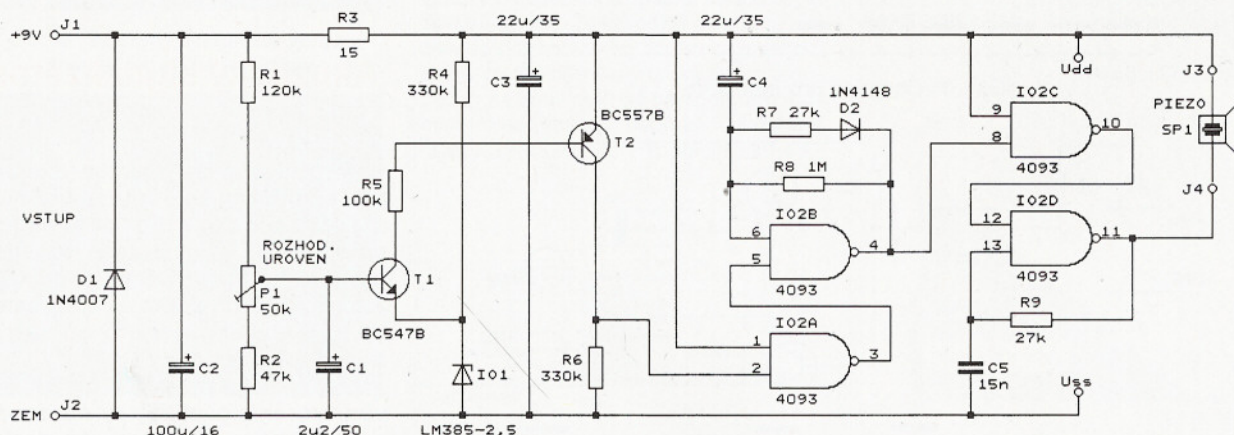 +9V
J1
R3
15
22u/35
22u/35
R1
120k
R4
330k
C3
C4
BC557B
T2
1N4148
R7 27k
D2
R8 1M
IO2C
9
8
10
4093
Udd
J3
PIEZO
SP1
J4
R5
100k
VSTUP
ROZHOD.
UROVEN
D1
1N4007
P1
50k
T1
BC547B
IO2B
6
5
4
4093
IO2D
12
13
11
4093
R9
27k
C2
R2
47k
C1
IO1
R6
330k
IO2A
1
2
3
4093
C5
15n
Uss
ZEM
J2
100u/16
2u2/50
LM385-2,5